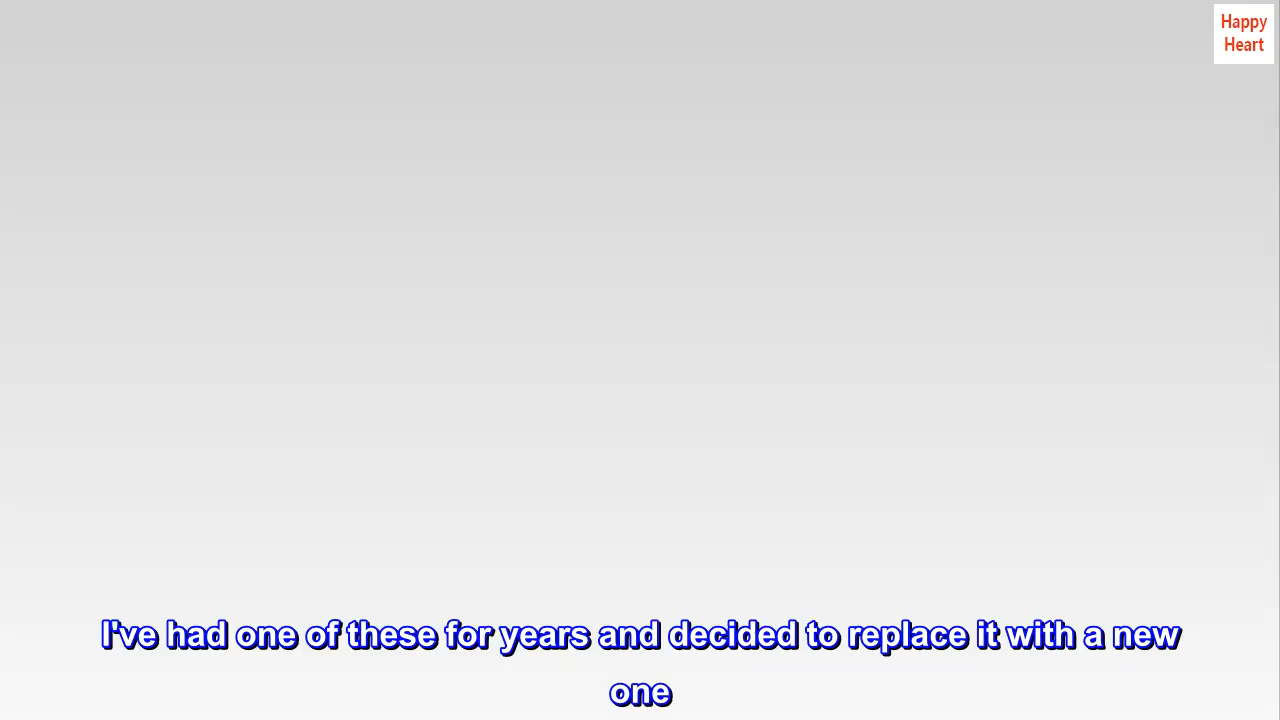 Happy
Heart
I've had one of these for years and decided to replace it with a new
one